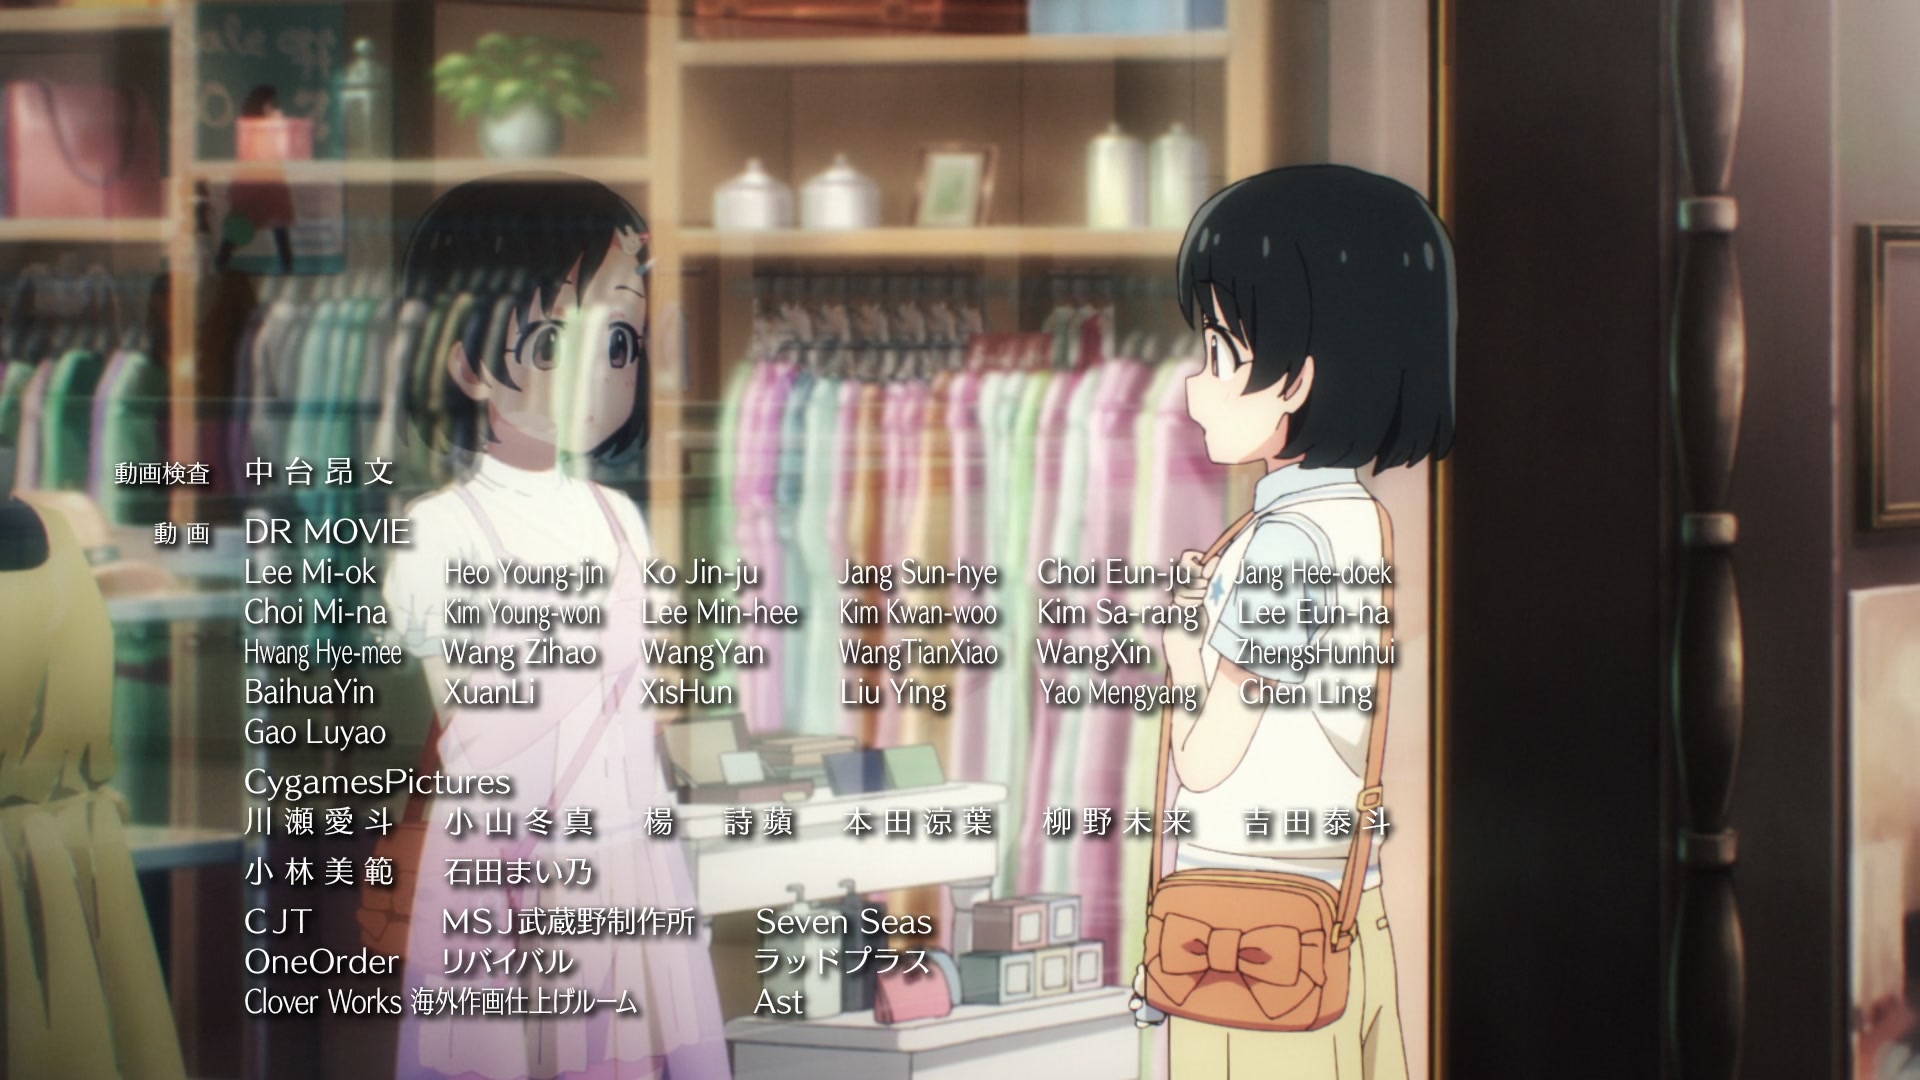 動画検査 中台昂文
動画 DR MOVIE
Lee Mi-ok Heo Young-jin Ko Jin-ju Jang Sun-hye Choi Eun-ju Jang Hee-doek
Choi Mi-na Kim Young-won Lee Min-hee Kim Kwan-woo Kim Sa-rang Lee Eun-ha
Hwang Hye-mee Wang Zihao WangYan WangTianXiao WangXin ZhengsHunhui
BaihuaYin XuanLi XisHun Liu Ying Yao Mengyang Chen Ling
Gao Luyao
CygamesPictures
川瀬愛斗 小山冬真 楊 詩蘋 本田涼葉 柳野未来 吉田泰斗
小林美範 石田まい乃
CJT MSJ武蔵野制作所 Seven Seas
OneOrder リバイバル ラッドプラス
Clover Works 海外作画仕上げルーム Ast